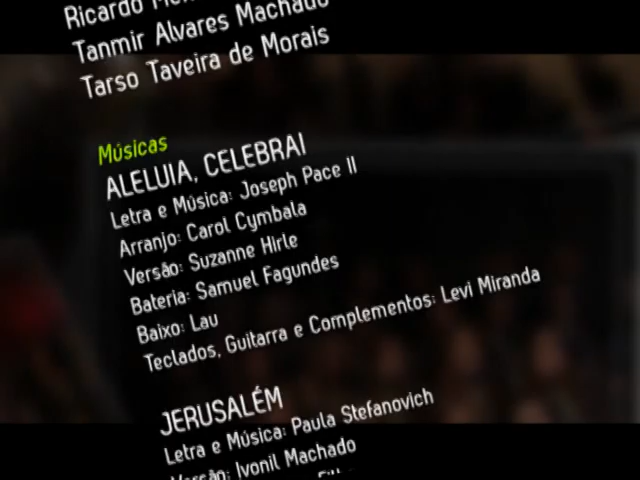 Ricardo
Tanmir Alvares Machado
Tarso Taveira de Morais
Músicas
ALELUIA, CELEBRAI
Letra e Música: Joseph Pace II
Arranjo: Carol Cymbala
Versão: Suzanne Hirle
Bateria: Samuel Fagundes
Baixo: Lau
Teclados, Guitarra e Complementos: Levi Miranda
JERUSALÉM
Letra e Música: Paula Stefanovich
Versão: Ivonil Machado